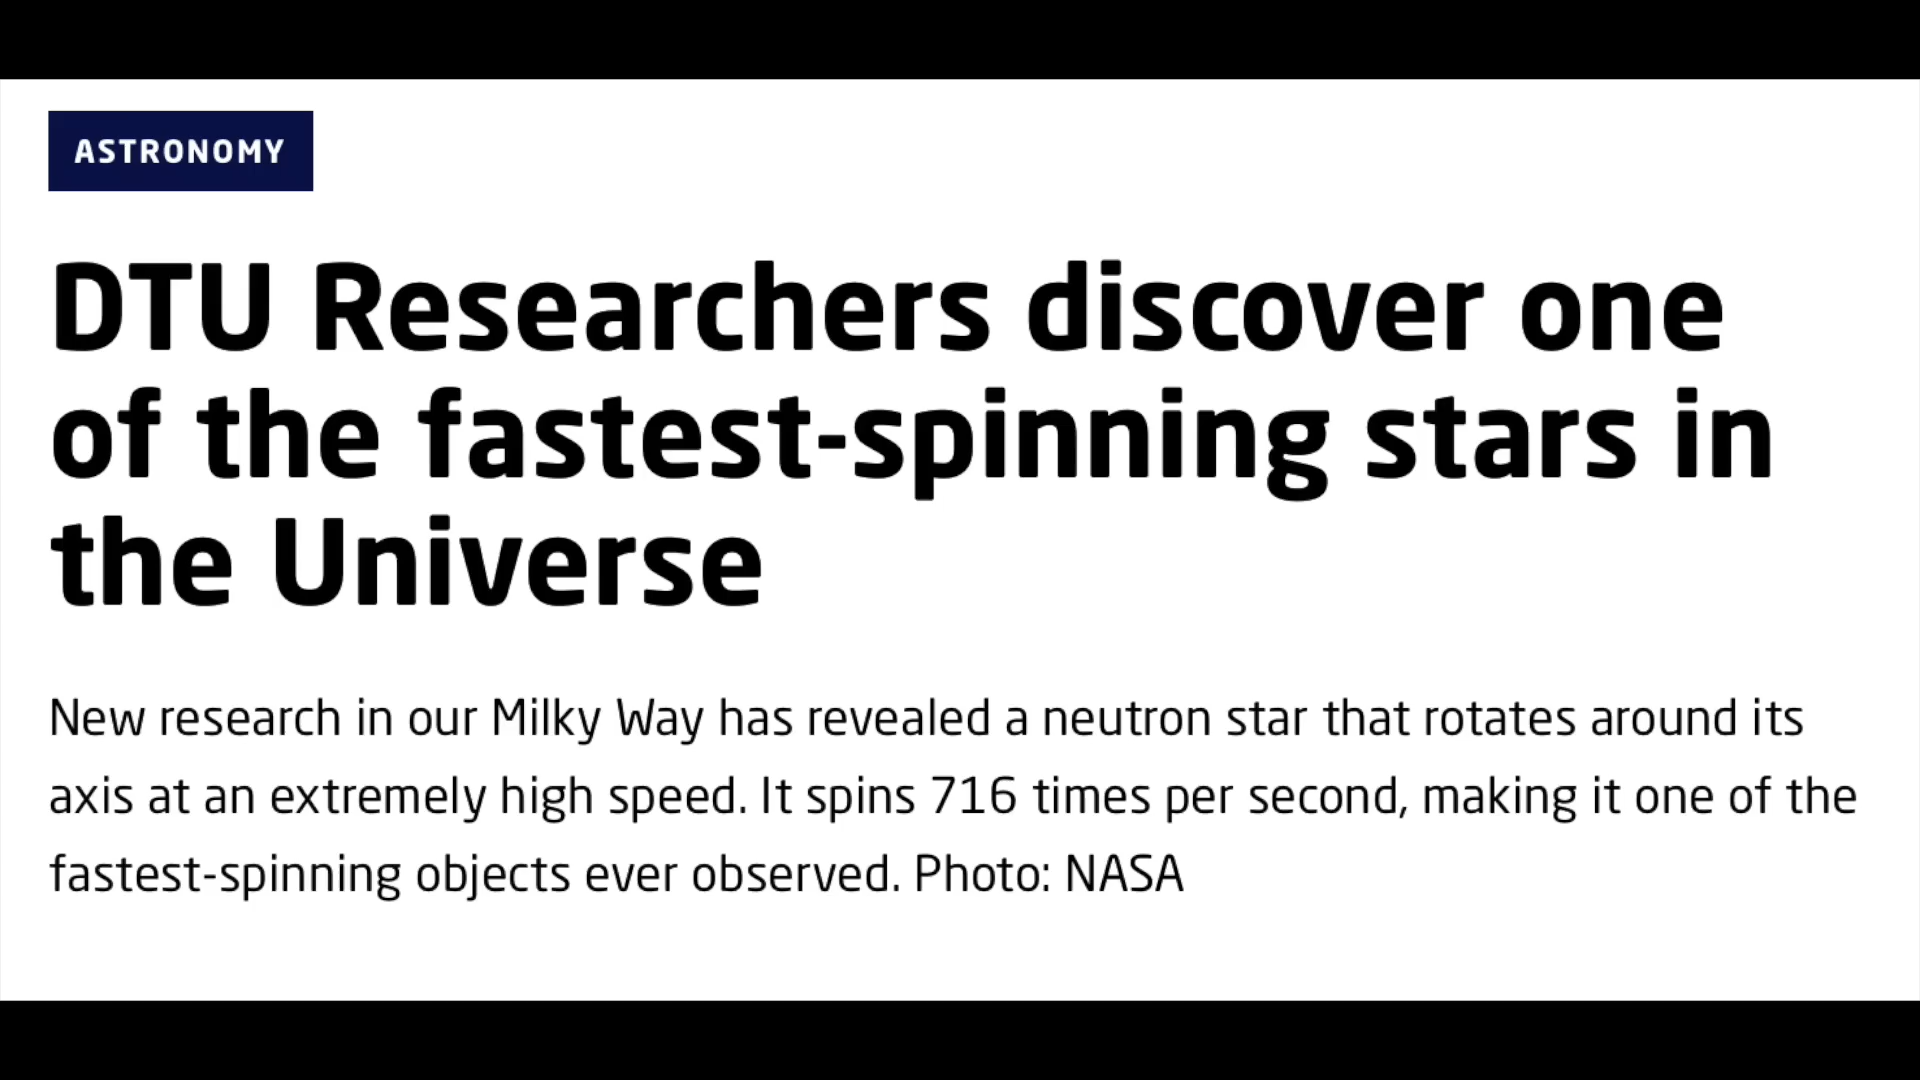 ASTRONOMY
DTU Researchers discover one
of the fastest-spinning stars in
the Universe
New research in our Milky Way has revealed a neutron star that rotates around its
axis at an extremely high speed. It spins 716 times per second, making it one of the
fastest-spinning objects ever observed. Photo: NASA